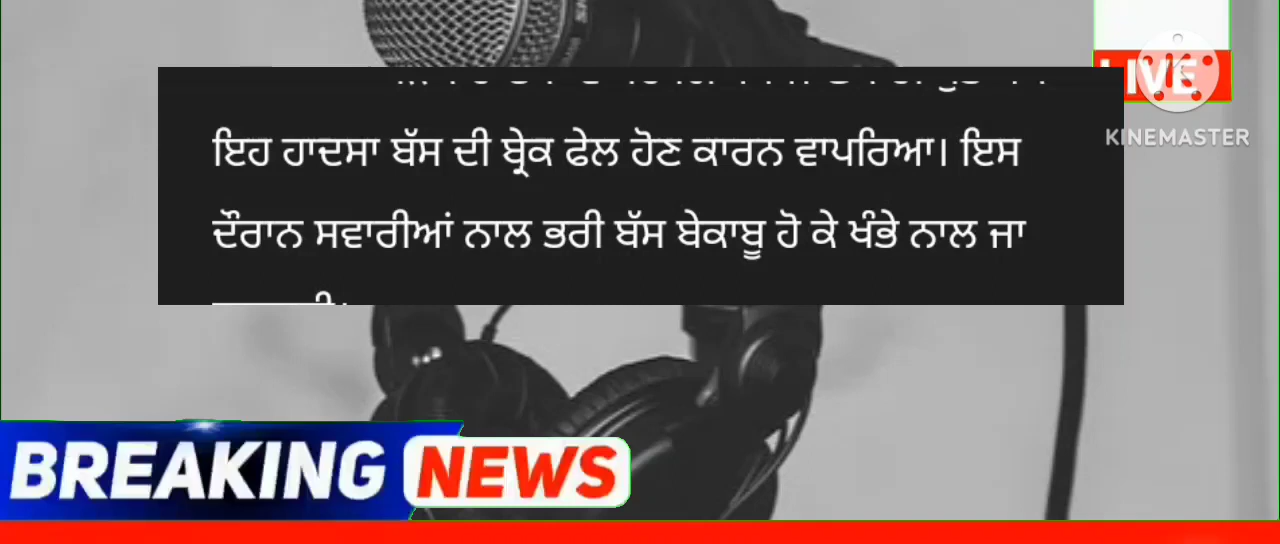 LIVE
KINEMASTER
ਇਹ ਹਾਦਸਾ ਬੱਸ ਦੀ ਬ੍ਰੇਕ ਫੇਲ ਹੋਣ ਕਾਰਨ ਵਾਪਰਿਆ। ਇਸ
ਦੌਰਾਨ ਸਵਾਰੀਆਂ ਨਾਲ ਭਰੀ ਬੱਸ ਬੇਕਾਬੂ ਹੋ ਕੇ ਖੰਭੇ ਨਾਲ ਜਾ
BREAKING NEWS